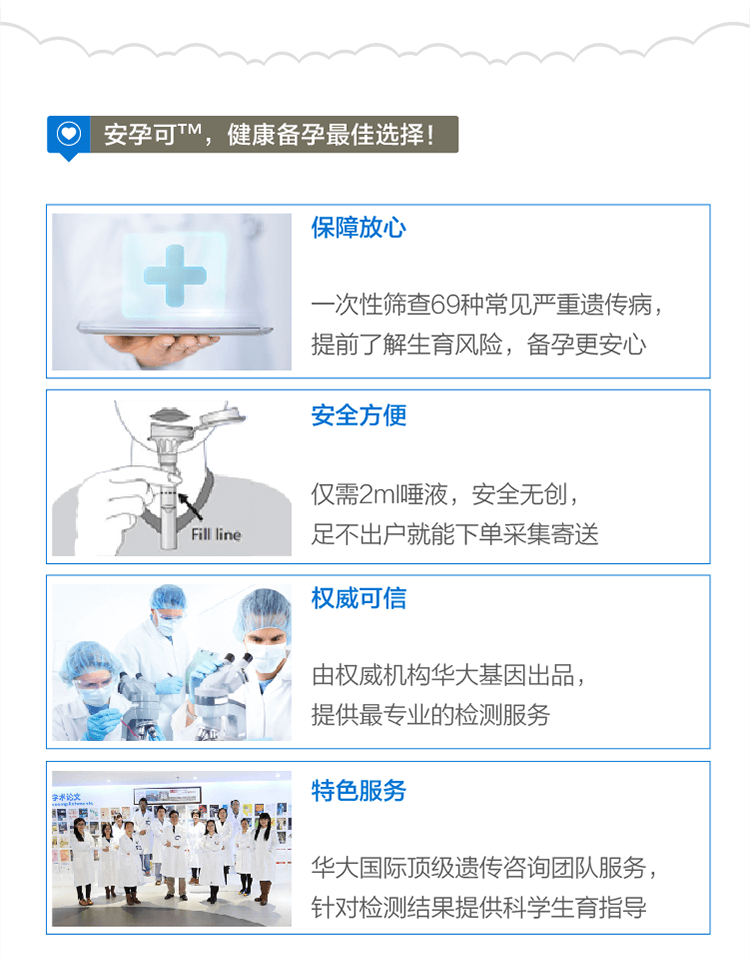 安孕可™，健康备孕最佳选择！
保障放心
一次性筛查69种常见严重遗传病，
提前了解生育风险，备孕更安心
安全方便
仅需2ml唾液，安全无创，
足不出户就能下单采集寄送
Fill line
权威可信
由权威机构华大基因出品，
提供最专业的检测服务
特色服务
学术论文
华大国际顶级遗传咨询团队服务，
针对检测结果提供科学生育指导